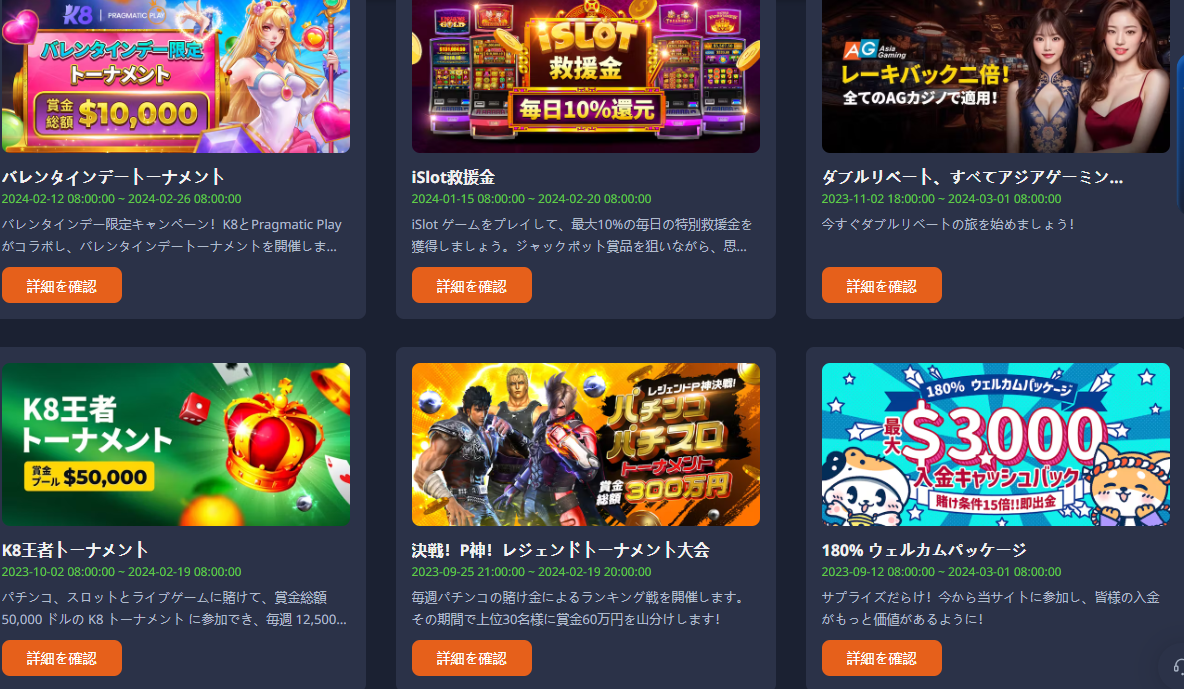 K8 | PRAGMATIC PLAY
バレンタインデー限定
トーナメント
賞金総額 $10,000
バレンタインデートーナメント
2024-02-12 08:00:00 ~ 2024-02-26 08:00:00
バレンタインデー限定キャンペーン！K8とPragmatic Play
がコラボし、バレンタインデートーナメントを開催しま...
詳細を確認
iSLOT
救援金
毎日10%還元
iSlot救援金
2024-01-15 08:00:00 ~ 2024-02-20 08:00:00
iSlot ゲームをプレイして、最大10%の毎日の特別救援金を
獲得しましょう。ジャックポット賞品を狙いながら、思...
詳細を確認
AG Asia Gaming
レーキバック二倍！
全てのAGカジノで適用！
ダブルリベート、すべてアジアゲーミン...
2023-11-02 18:00:00 ~ 2024-03-01 08:00:00
今すぐダブルリベートの旅を始めましょう！
詳細を確認
K8王者
トーナメント
賞金プール $50,000
K8王者トーナメント
2023-10-02 08:00:00 ~ 2024-02-19 08:00:00
パチンコ、スロットとライブゲームに賭けて、賞金総額
50,000 ドルの K8 トーナメント に参加でき、毎週 12,500...
詳細を確認
レジェンドP神決戦！
パチンコ
パチスロ
トーナメント
賞金総額 300万円
決戦！P神！レジェンドトーナメント大会
2023-09-25 21:00:00 ~ 2024-02-19 20:00:00
毎週パチンコの賭け金によるランキング戦を開催します。
その期間で上位30名様に賞金60万円を山分けします！
詳細を確認
180% ウェルカムパッケージ
最大 $3000
入金キャッシュバック
賭け条件15倍!!即出金
180% ウェルカムパッケージ
2023-09-12 08:00:00 ~ 2024-03-01 08:00:00
サプライズだらけ！今から当サイトに参加し、皆様の入金
がもっと価値があるように！
詳細を確認